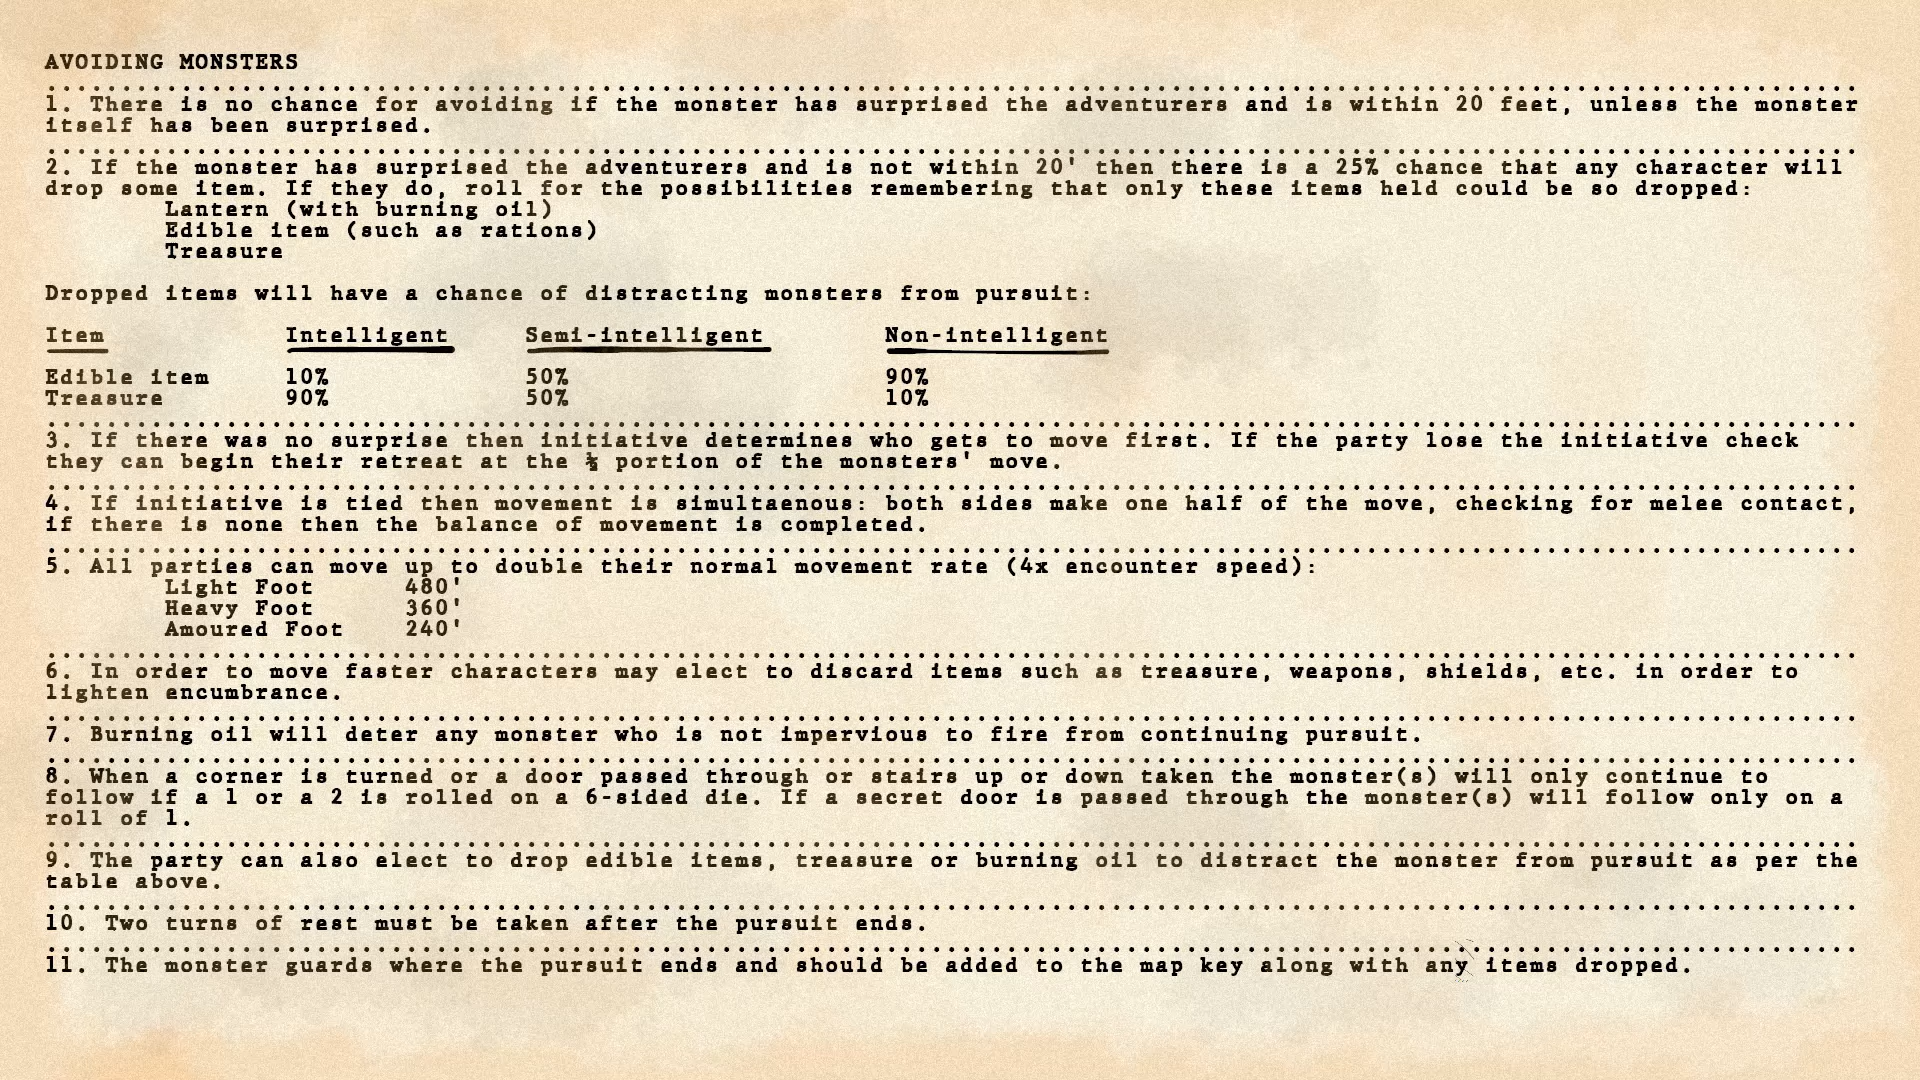 AVOIDING MONSTERS
1. There is no chance for avoiding if the monster has surprised the adventurers and is within 20 feet, unless the monster
itself has been surprised.
2. If the monster has surprised the adventurers and is not within 20' then there is a 25% chance that any character will
drop some item. If they do, roll for the possibilities remembering that only these items held could be so dropped:
Lantern (with burning oil)
Edible item (such as rations)
Treasure
Dropped items will have a chance of distracting monsters from pursuit:
Item Intelligent Semi-intelligent Non-intelligent
Edible item 10% 50% 90%
Treasure 90% 50% 10%
3. If there was no surprise then initiative determines who gets to move first. If the party lose the initiative check
they can begin their retreat at the ½ portion of the monsters' move.
4. If initiative is tied then movement is simultaenous: both sides make one half of the move, checking for melee contact,
if there is none then the balance of movement is completed.
5. All parties can move up to double their normal movement rate (4x encounter speed):
Light Foot 480'
Heavy Foot 360'
Amoured Foot 240'
6. In order to move faster characters may elect to discard items such as treasure, weapons, shields, etc. in order to
lighten encumbrance.
7. Burning oil will deter any monster who is not impervious to fire from continuing pursuit.
8. When a corner is turned or a door passed through or stairs up or down taken the monster(s) will only continue to
follow if a 1 or a 2 is rolled on a 6-sided die. If a secret door is passed through the monster(s) will follow only on a
roll of 1.
9. The party can also elect to drop edible items, treasure or burning oil to distract the monster from pursuit as per the
table above.
10. Two turns of rest must be taken after the pursuit ends.
11. The monster guards where the pursuit ends and should be added to the map key along with any items dropped.